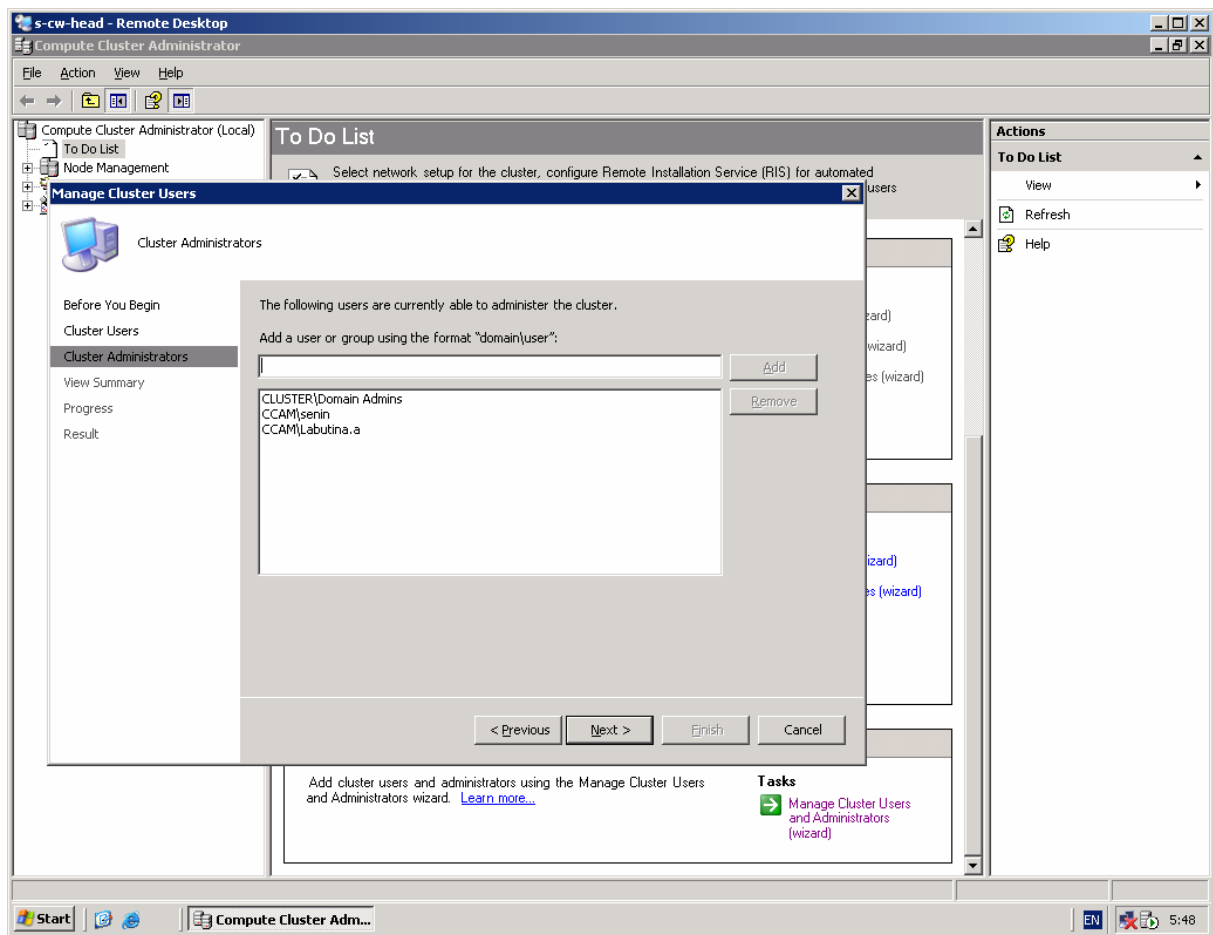 s-cw-head - Remote Desktop
Compute Cluster Administrator
File Action View Help
Compute Cluster Administrator (Local)
To Do List
Node Management
To Do List
Select network setup for the cluster, configure Remote Installation Service (RIS) for automated
users
Actions
To Do List
View
Refresh
Help
Manage Cluster Users
Cluster Administrators
Before You Begin
Cluster Users
Cluster Administrators
View Summary
Progress
Result
The following users are currently able to administer the cluster.
Add a user or group using the format "domain\user":
Add
CLUSTER\Domain Admins
CCAM\senin
CCAM\Labutina.a
Remove
wizard)
(wizard)
(wizard)
< Previous
Next >
Finish
Cancel
Add cluster users and administrators using the Manage Cluster Users
and Administrators wizard. Learn more...
Tasks
Manage Cluster Users
and Administrators
(wizard)
Start
Compute Cluster Adm...
EN
5:48